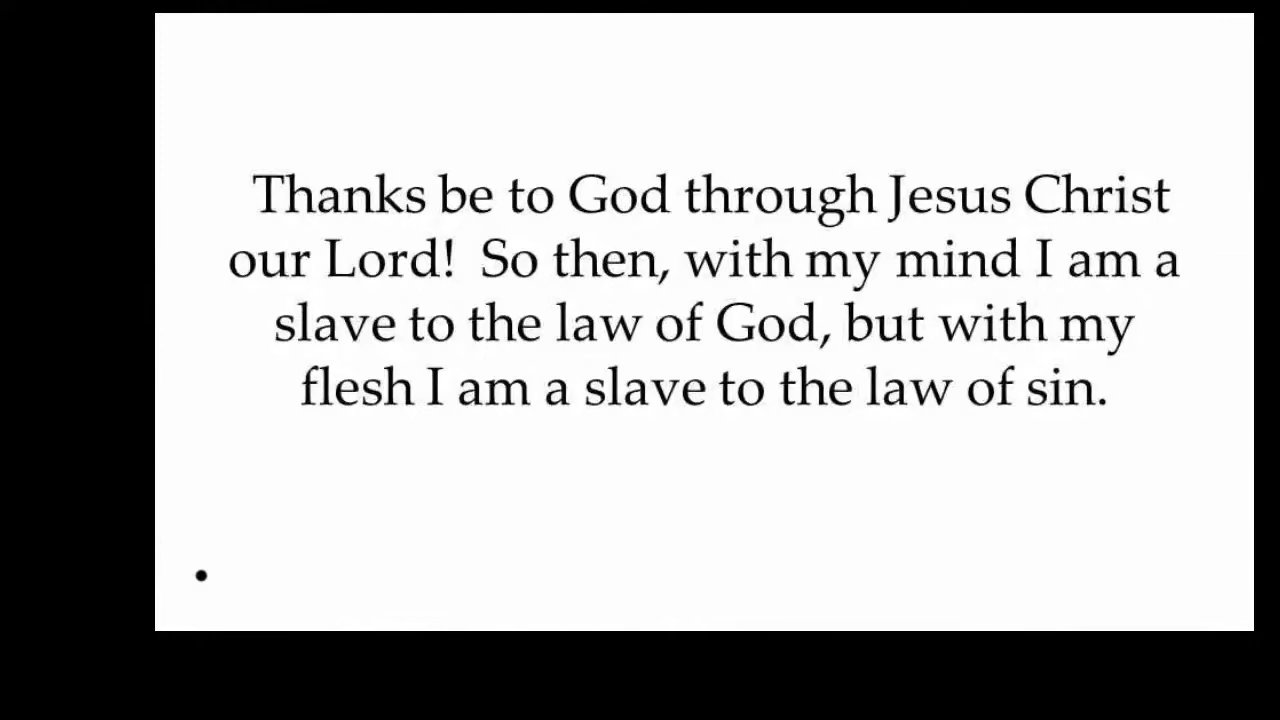 Thanks be to God through Jesus Christ
our Lord!  So then, with my mind I am a
slave to the law of God, but with my
flesh I am a slave to the law of sin.
•